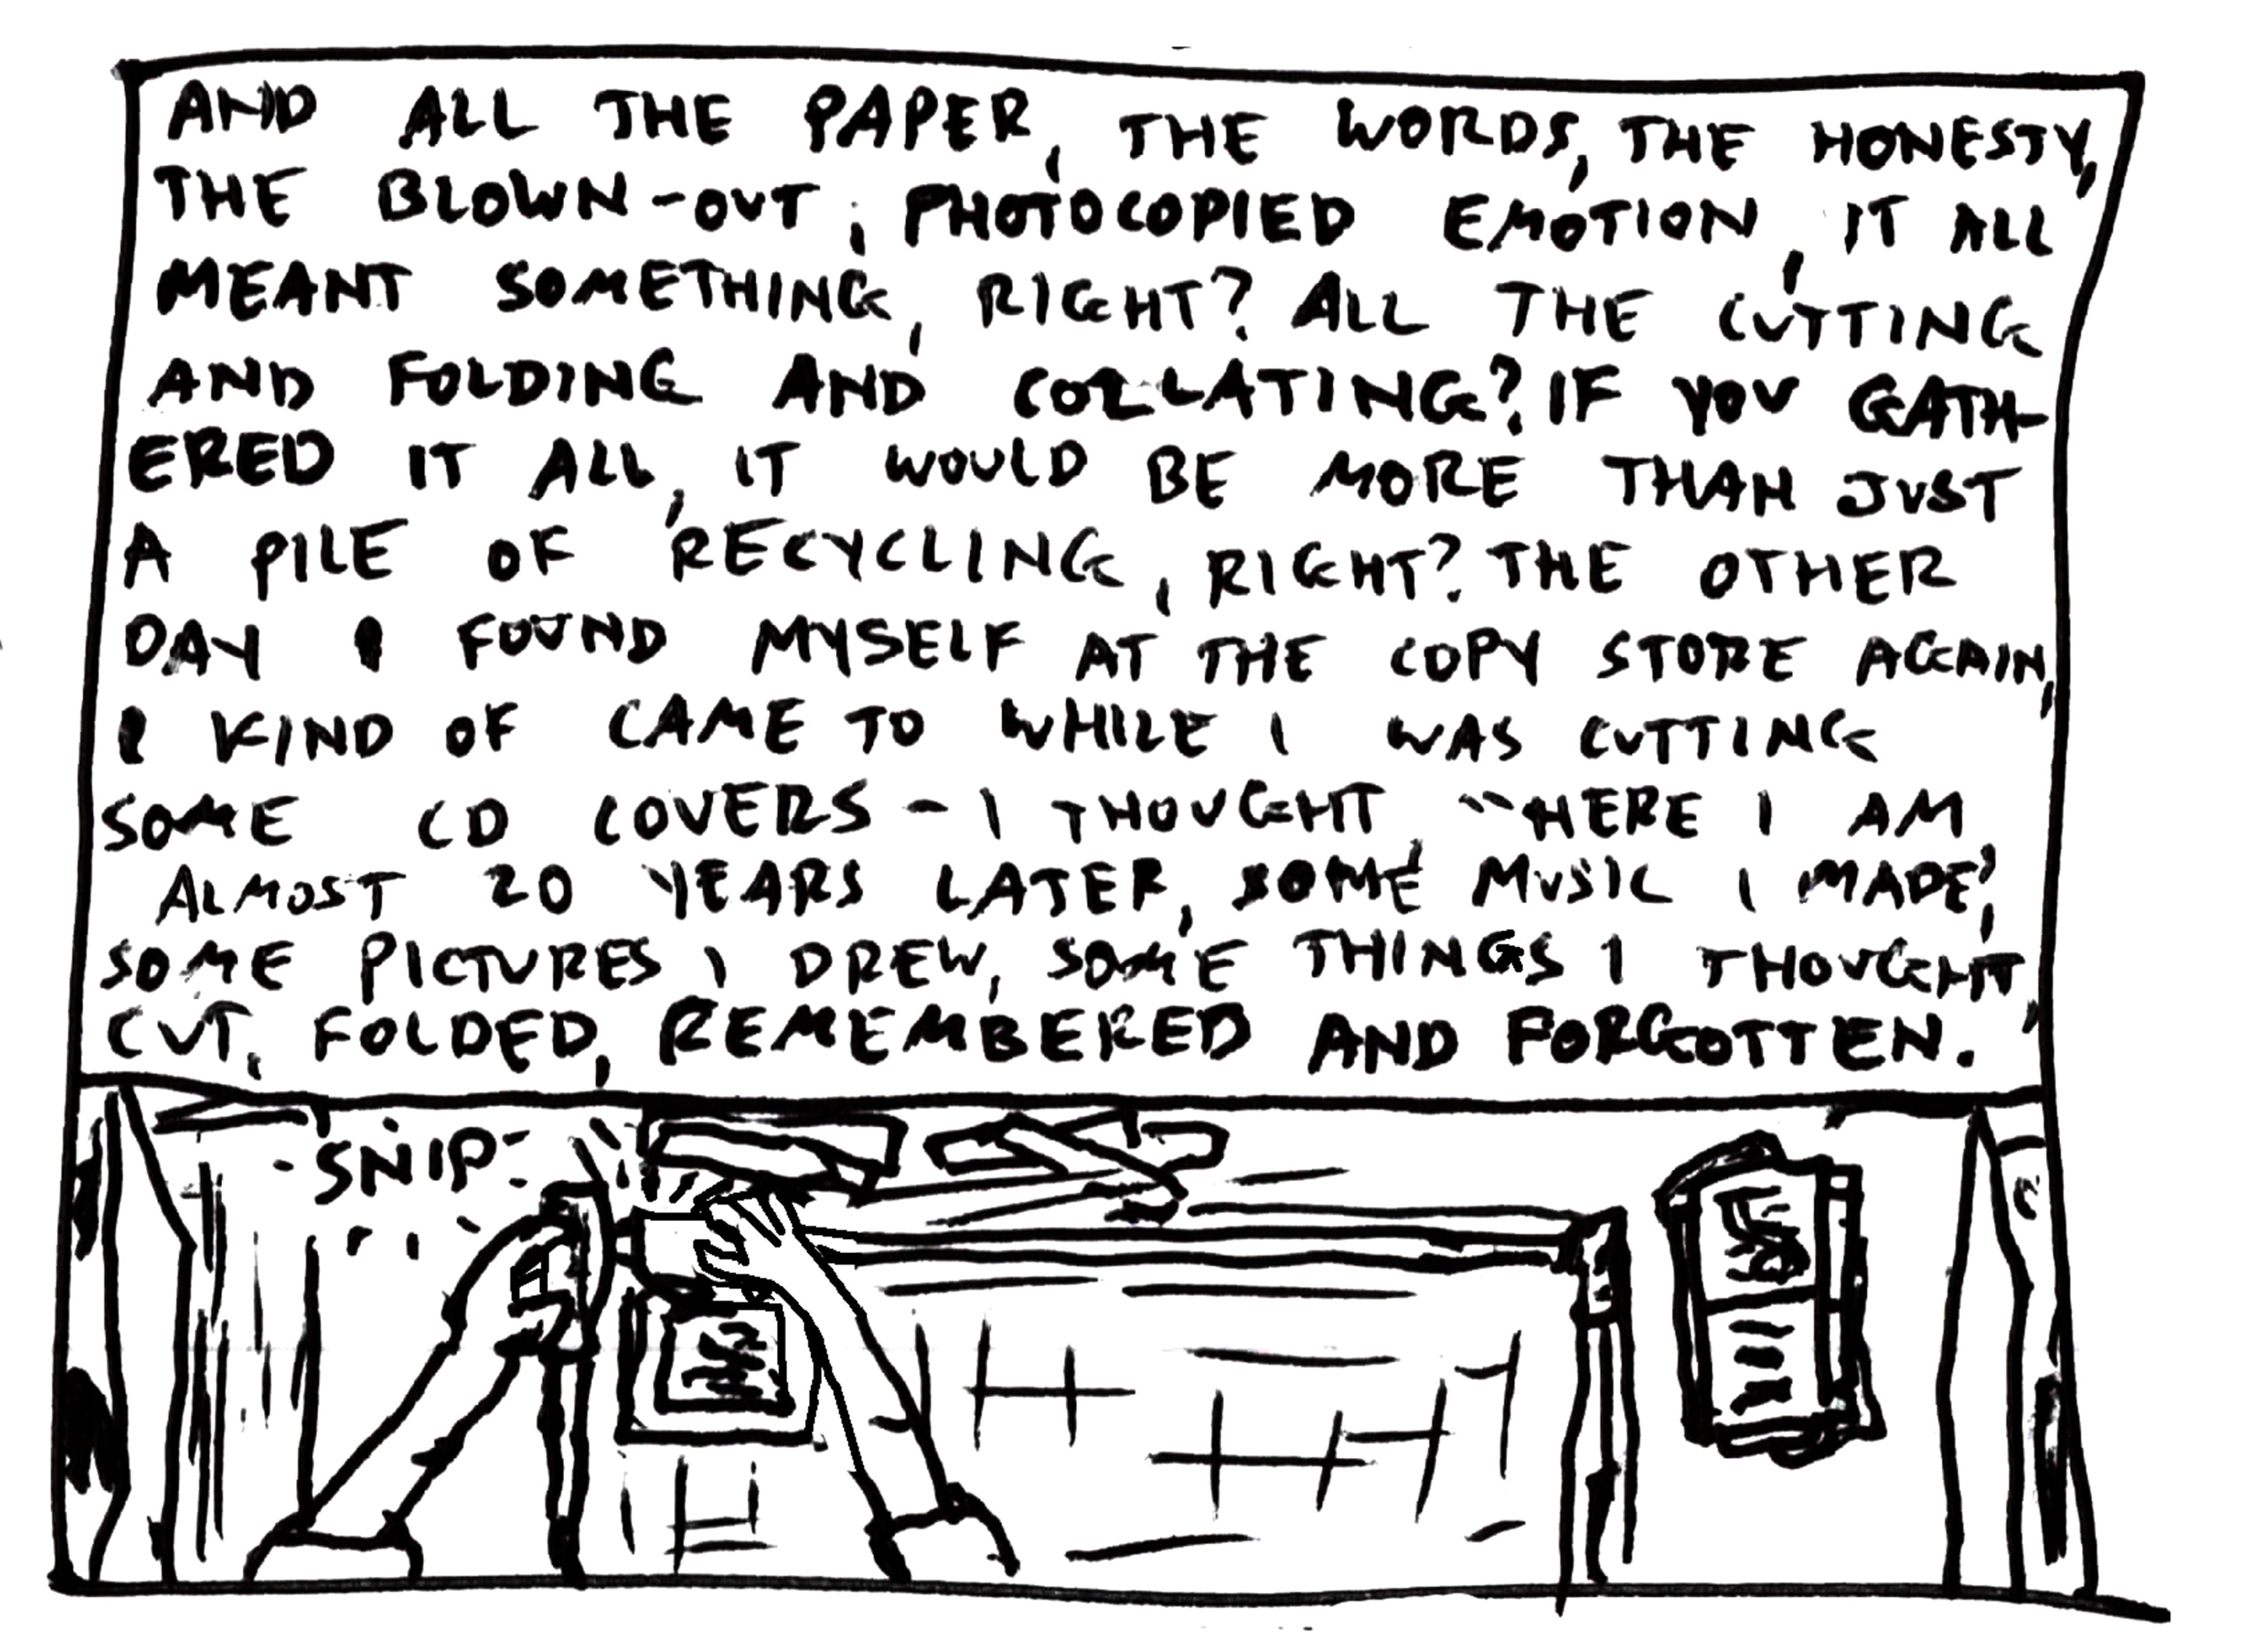 AND ALL THE PAPER, THE WORDS, THE HONESTY,
THE BLOWN-OUT, PHOTOCOPIED EMOTION, IT ALL
MEANT SOMETHING, RIGHT? ALL THE CUTTING
AND FOLDING AND COLLATING? IF YOU GATH-
ERED IT ALL, IT WOULD BE MORE THAN JUST
A PILE OF RECYCLING, RIGHT? THE OTHER
DAY I FOUND MYSELF AT THE COPY STORE AGAIN,
I KIND OF CAME TO WHILE I WAS CUTTING
SOME CD COVERS - I THOUGHT, "HERE I AM
ALMOST 20 YEARS LATER, SOME MUSIC I MADE,
SOME PICTURES I DREW, SOME THINGS I THOUGHT,
CUT, FOLDED, REMEMBERED AND FORGOTTEN.
SNIP